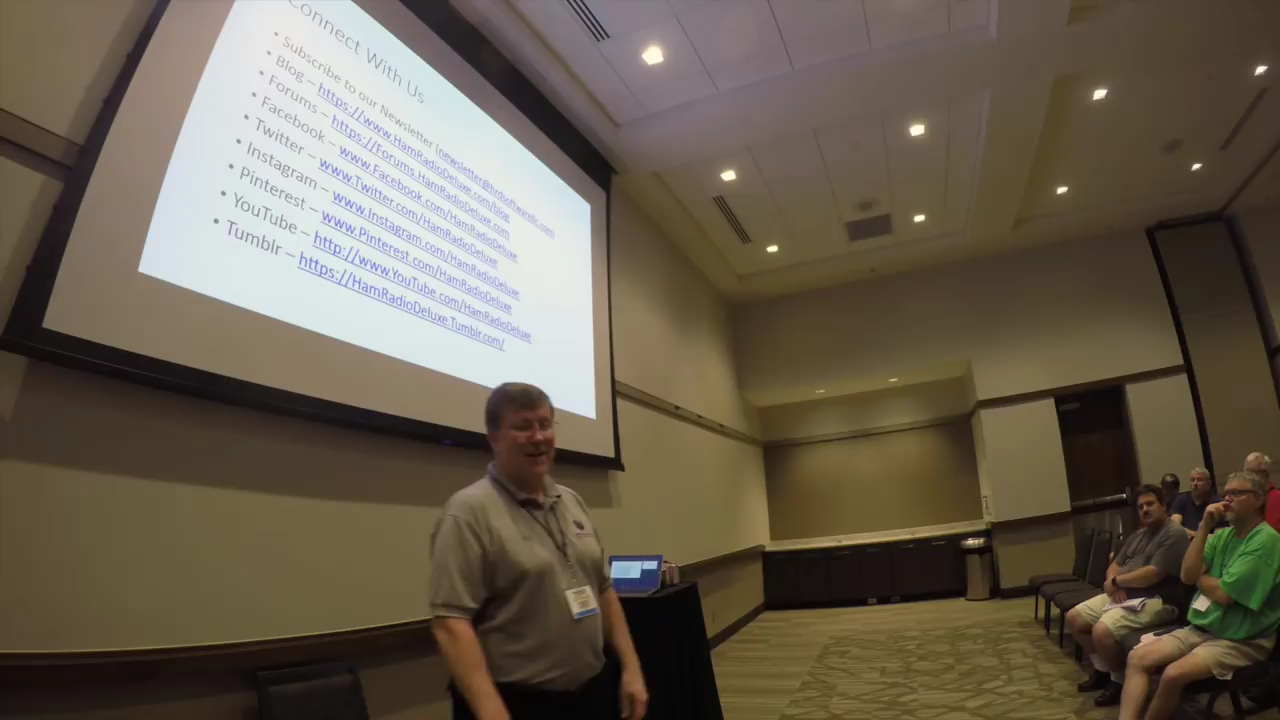 Connect With Us
• Subscribe to our Newsletter (newsletter@hrdsoftwarellc.com)
• Blog – https://www.HamRadioDeluxe.com/blog
• Forums – https://Forums.HamRadioDeluxe.com
• Facebook – www.Facebook.com/HamRadioDeluxe
• Twitter – www.Twitter.com/HamRadioDeluxe
• Instagram – www.Instagram.com/HamRadioDeluxe
• Pinterest – www.Pinterest.com/HamRadioDeluxe
• YouTube – http://www.YouTube.com/HamRadioDeluxe
• Tumblr – https://HamRadioDeluxe.Tumblr.com/